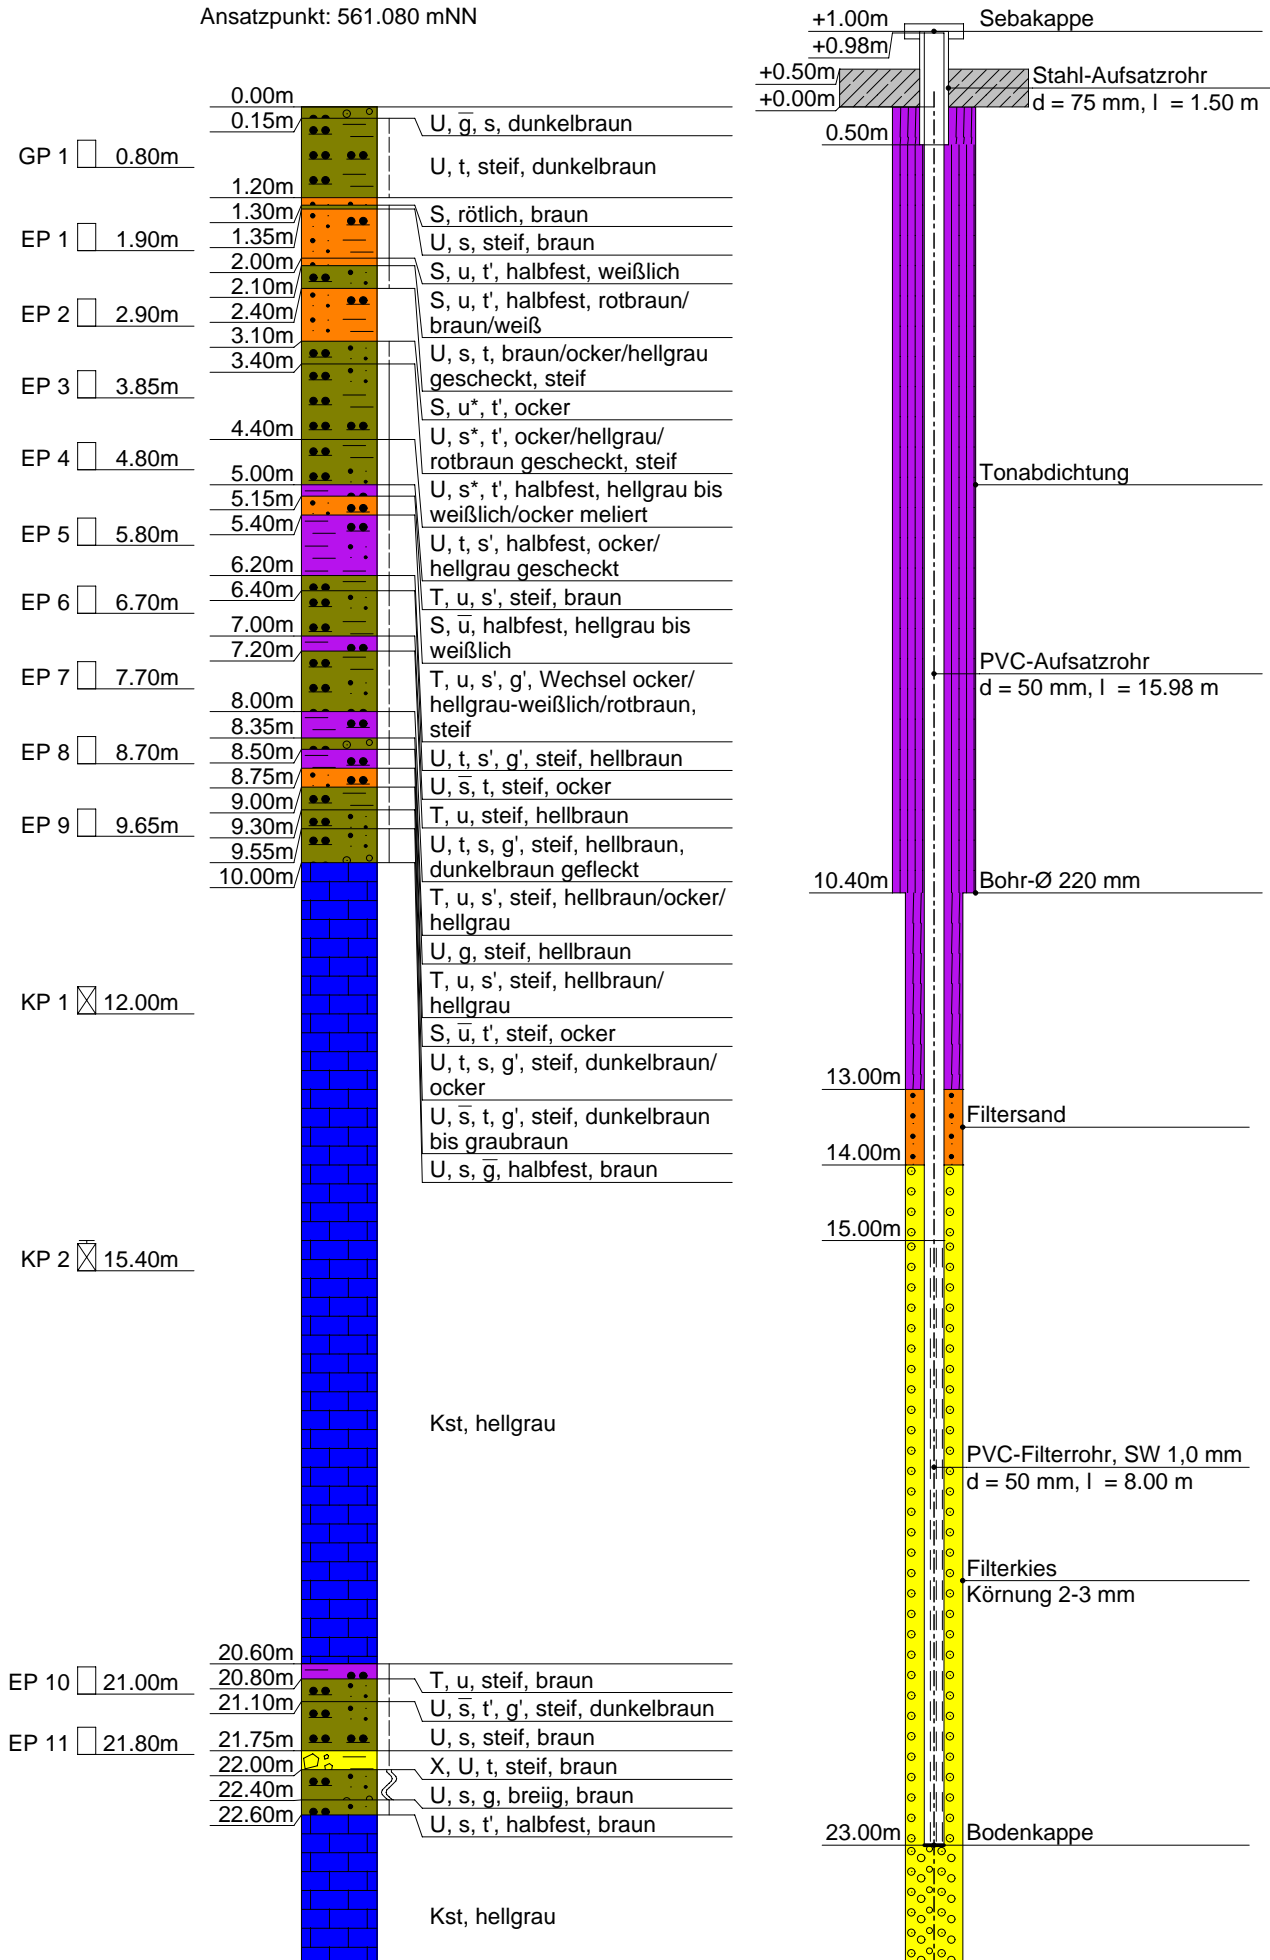 Ansatzpunkt: 561.080 mNN
0.00m
0.15m
1.20m
1.30m
1.35m
2.00m
2.10m
2.40m
3.10m
3.40m
4.40m
5.00m
5.15m
5.40m
6.20m
6.40m
7.00m
7.20m
8.00m
8.35m
8.50m
8.75m
9.00m
9.30m
9.55m
10.00m
20.60m
20.80m
21.10m
21.75m
22.00m
22.40m
22.60m
GP 1 0.80m
EP 1 1.90m
EP 2 2.90m
EP 3 3.85m
EP 4 4.80m
EP 5 5.80m
EP 6 6.70m
EP 7 7.70m
EP 8 8.70m
EP 9 9.65m
KP 1 12.00m
KP 2 15.40m
EP 10 21.00m
EP 11 21.80m
U, g̅, s, dunkelbraun
U, t, steif, dunkelbraun
S, rötlich, braun
U, s, steif, braun
S, u, t', halbfest, weißlich
S, u, t', halbfest, rotbraun/
braun/weiß
U, s, t, braun/ocker/hellgrau
gescheckt, steif
S, u*, t', ocker
U, s*, t', ocker/hellgrau/
rotbraun gescheckt, steif
U, s*, t', halbfest, hellgrau bis
weißlich/ocker meliert
U, t, s', halbfest, ocker/
hellgrau gescheckt
T, u, s', steif, braun
S, u̅, halbfest, hellgrau bis
weißlich
T, u, s', g', Wechsel ocker/
hellgrau-weißlich/rotbraun,
steif
U, t, s', g', steif, hellbraun
U, s̅, t, steif, ocker
T, u, steif, hellbraun
U, t, s, g', steif, hellbraun,
dunkelbraun gefleckt
T, u, s', steif, hellbraun/ocker/
hellgrau
U, g, steif, hellbraun
T, u, s', steif, hellbraun/
hellgrau
S, u̅, t', steif, ocker
U, t, s, g', steif, dunkelbraun/
ocker
U, s̅, t, g', steif, dunkelbraun
bis graubraun
U, s, g̅, halbfest, braun
Kst, hellgrau
T, u, steif, braun
U, s̅, t', g', steif, dunkelbraun
U, s, steif, braun
X, U, t, steif, braun
U, s, g, breiig, braun
U, s, t', halbfest, braun
Kst, hellgrau
+1.00m
+0.98m
+0.50m
+0.00m
0.50m
10.40m
13.00m
14.00m
15.00m
23.00m
Sebakappe
Stahl-Aufsatzrohr
d = 75 mm, l = 1.50 m
Tonabdichtung
PVC-Aufsatzrohr
d = 50 mm, l = 15.98 m
Bohr-Ø 220 mm
Filtersand
PVC-Filterrohr, SW 1,0 mm
d = 50 mm, l = 8.00 m
Filterkies
Körnung 2-3 mm
Bodenkappe